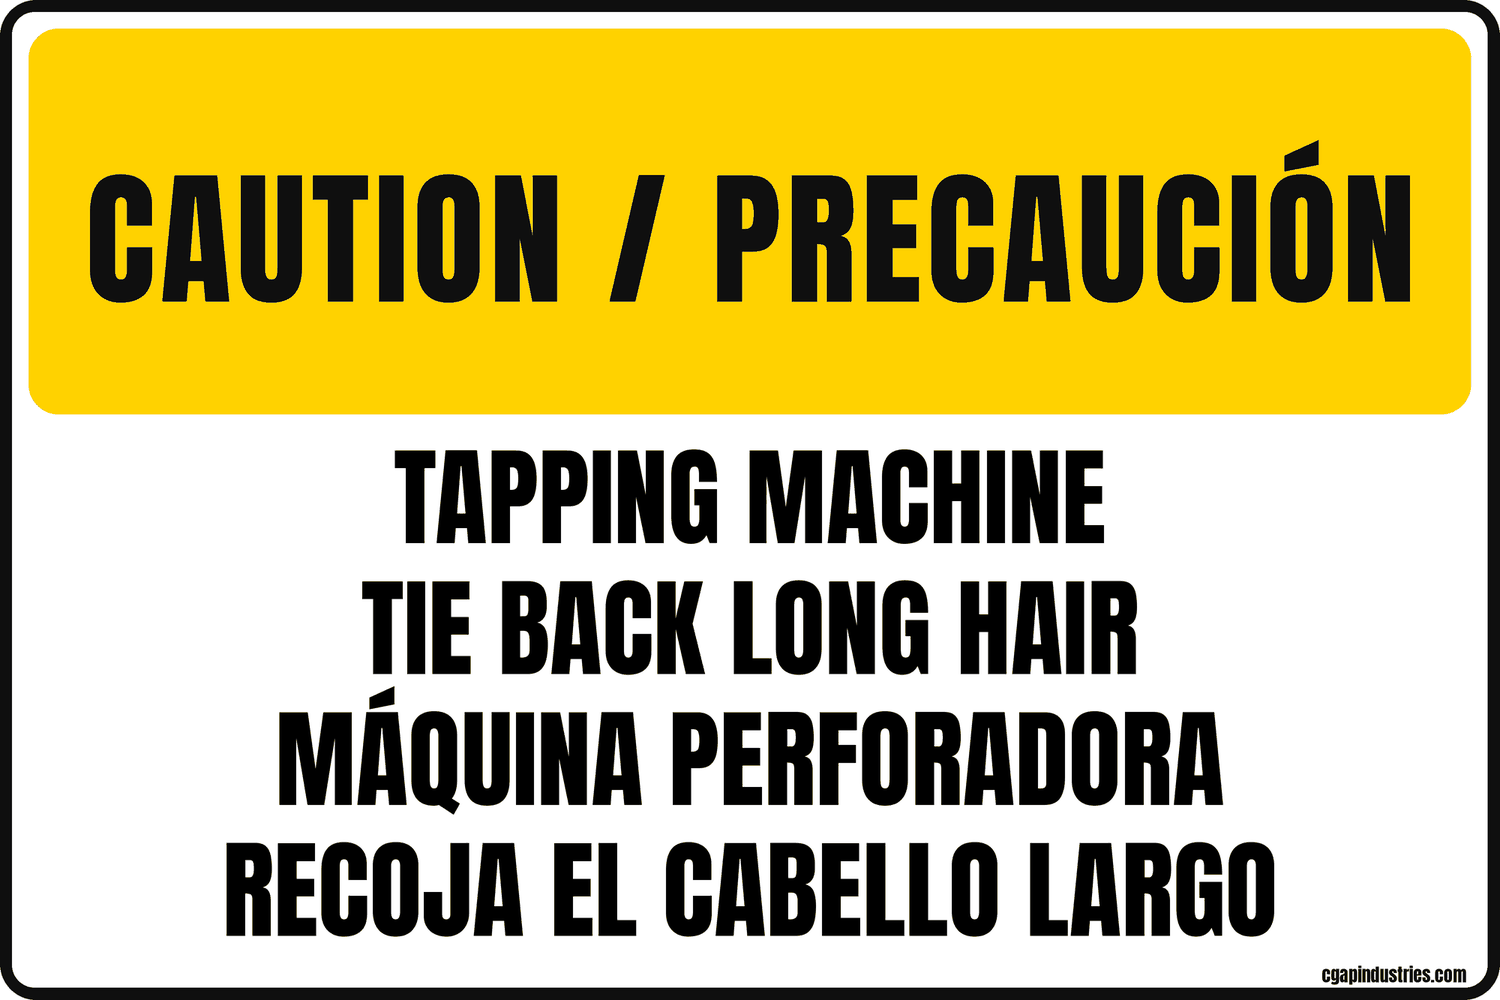 CAUTION / PRECAUCIÓN
TAPPING MACHINE
TIE BACK LONG HAIR
MÁQUINA PERFORADORA
RECOJA EL CABELLO LARGO
cgapindustries.com